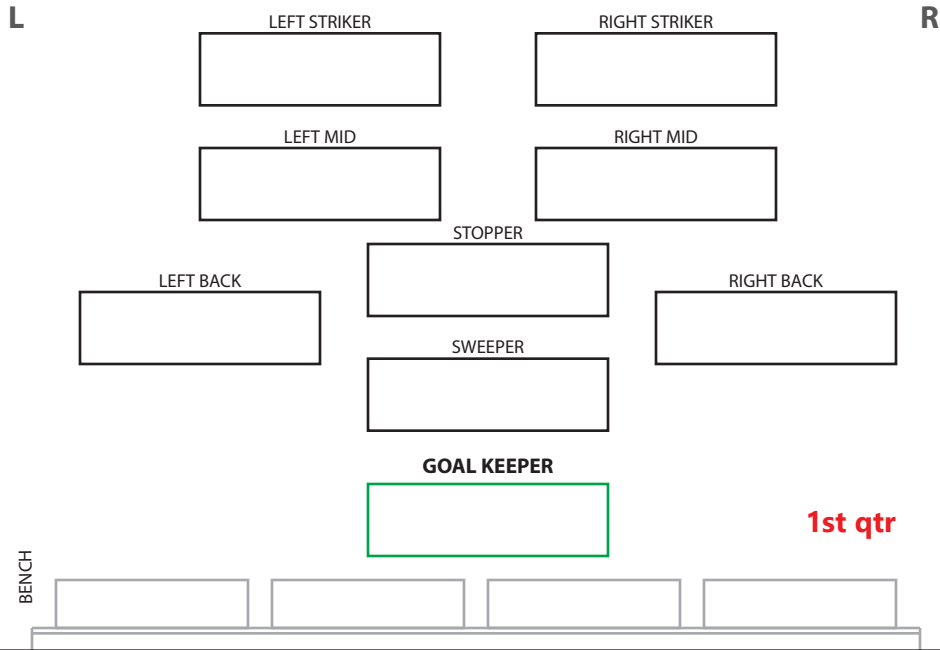 L
R
LEFT STRIKER
RIGHT STRIKER
LEFT MID
RIGHT MID
STOPPER
LEFT BACK
RIGHT BACK
SWEEPER
GOAL KEEPER
1st qtr
BENCH